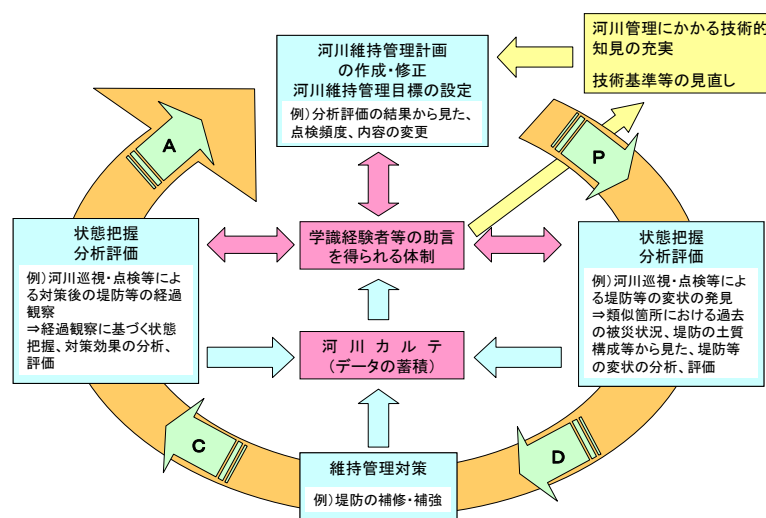 河川維持管理計画
の作成・修正
河川維持管理目標の設定
例）分析評価の結果から見た、
点検頻度、内容の変更
河川管理にかかる技術的
知見の充実
技術基準等の見直し
A
P
状態把握
分析評価
例）河川巡視・点検等によ
る対策後の堤防等の経過
観察
⇒経過観察に基づく状態
把握、対策効果の分析、
評価
学識経験者等の助言
を得られる体制
状態把握
分析評価
例）河川巡視・点検等によ
る堤防等の変状の発見
⇒類似箇所における過去
の被災状況、堤防の土質
構成等から見た、堤防等
の変状の分析、評価
河 川 カ ル テ
（データの蓄積）
C
D
維持管理対策
例）堤防の補修・補強